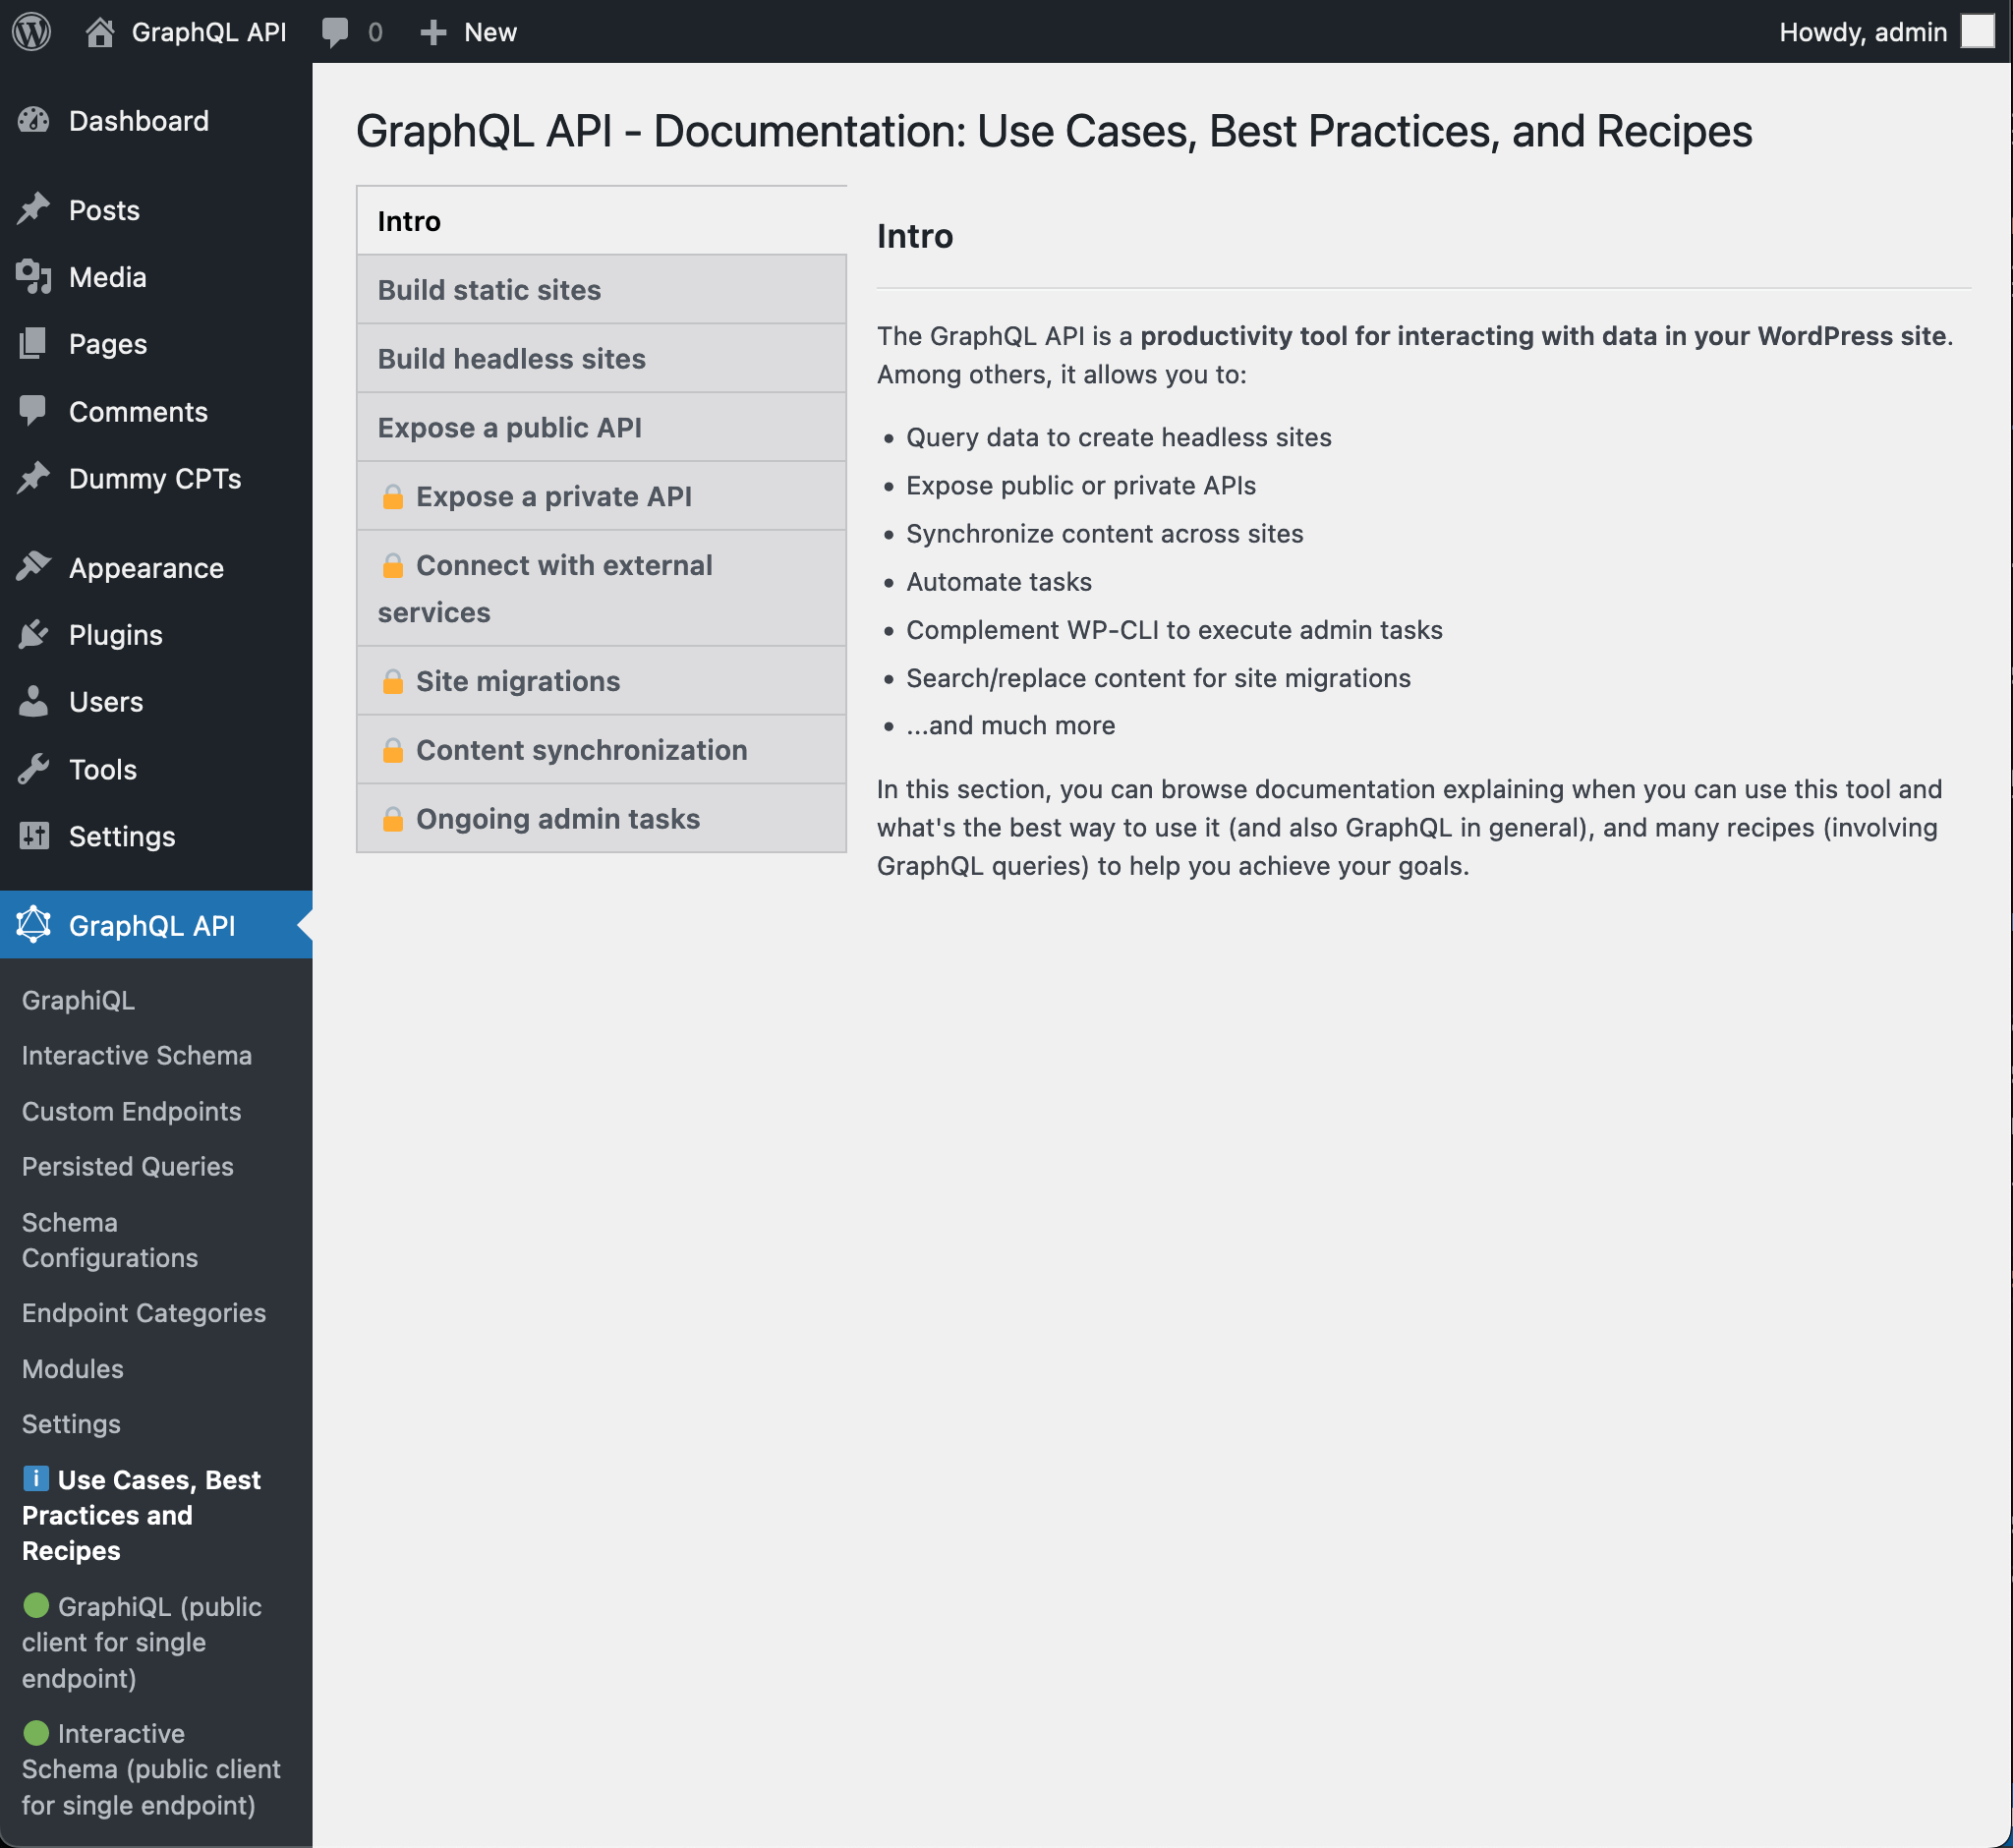 GraphQL API
0
New
Howdy, admin
Dashboard
Posts
Media
Pages
Comments
Dummy CPTs
Appearance
Plugins
Users
Tools
Settings
GraphQL API
GraphiQL
Interactive Schema
Custom Endpoints
Persisted Queries
Schema
Configurations
Endpoint Categories
Modules
Settings
ℹ️ Use Cases, Best
Practices and
Recipes
🟢 GraphiQL (public
client for single
endpoint)
🟢 Interactive
Schema (public client
for single endpoint)
GraphQL API - Documentation: Use Cases, Best Practices, and Recipes
Intro
Build static sites
Build headless sites
Expose a public API
🔒 Expose a private API
🔒 Connect with external
services
🔒 Site migrations
🔒 Content synchronization
🔒 Ongoing admin tasks
Intro
The GraphQL API is a productivity tool for interacting with data in your WordPress site.
Among others, it allows you to:
• Query data to create headless sites
• Expose public or private APIs
• Synchronize content across sites
• Automate tasks
• Complement WP-CLI to execute admin tasks
• Search/replace content for site migrations
• ...and much more
In this section, you can browse documentation explaining when you can use this tool and
what's the best way to use it (and also GraphQL in general), and many recipes (involving
GraphQL queries) to help you achieve your goals.